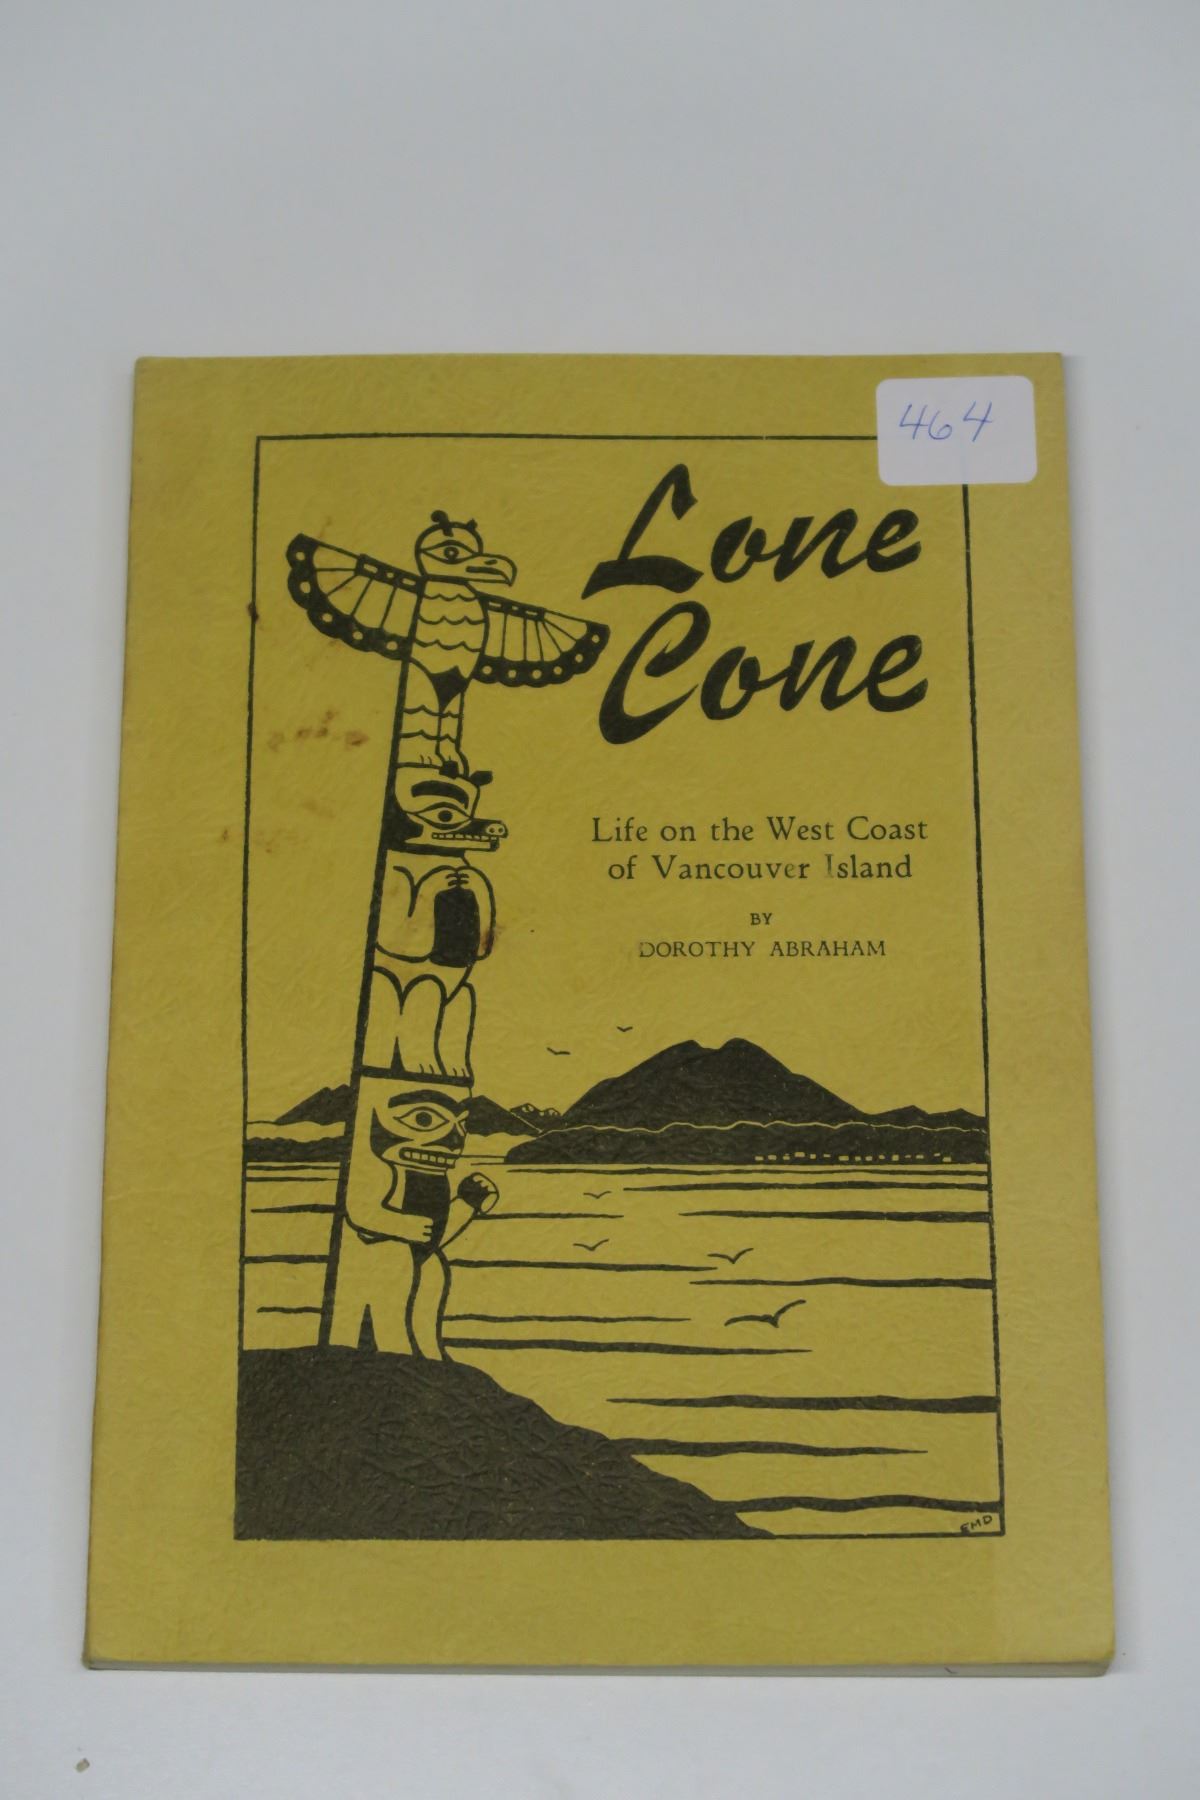 464
Lone
Cone
Life on the West Coast
of Vancouver Island
BY
DOROTHY ABRAHAM
EMD